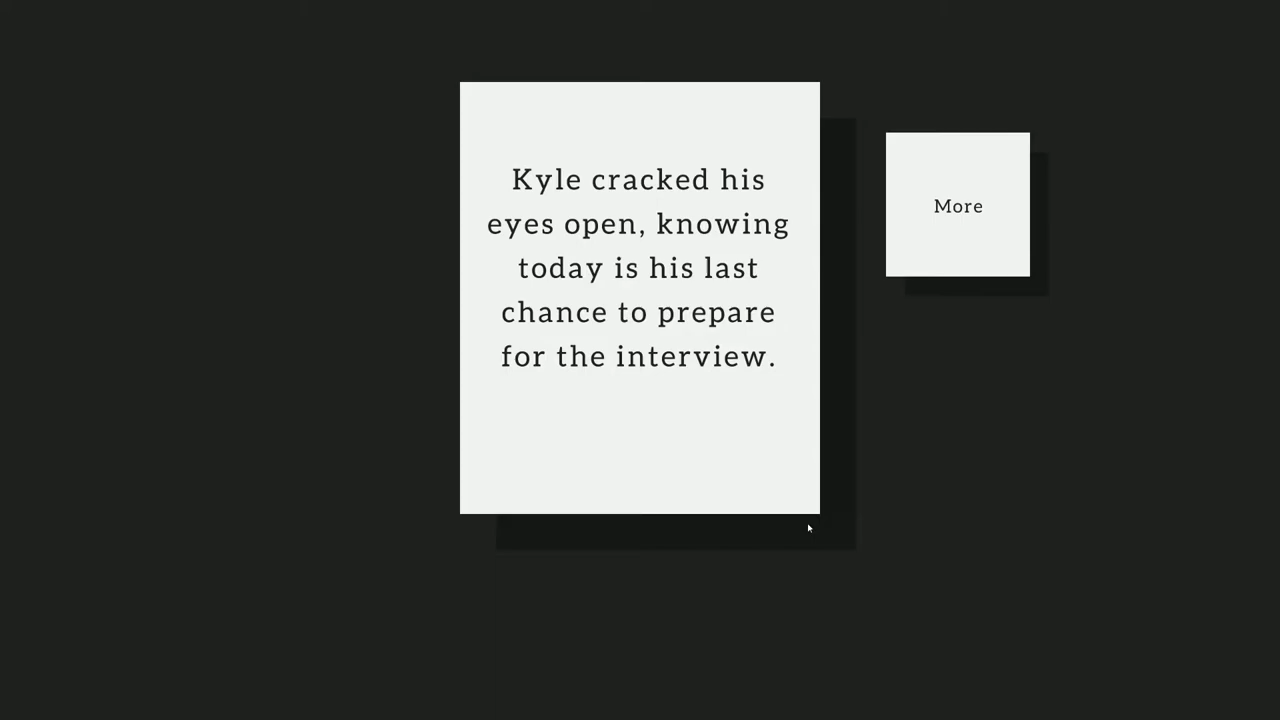 Kyle cracked his
eyes open, knowing
today is his last
chance to prepare
for the interview.
More